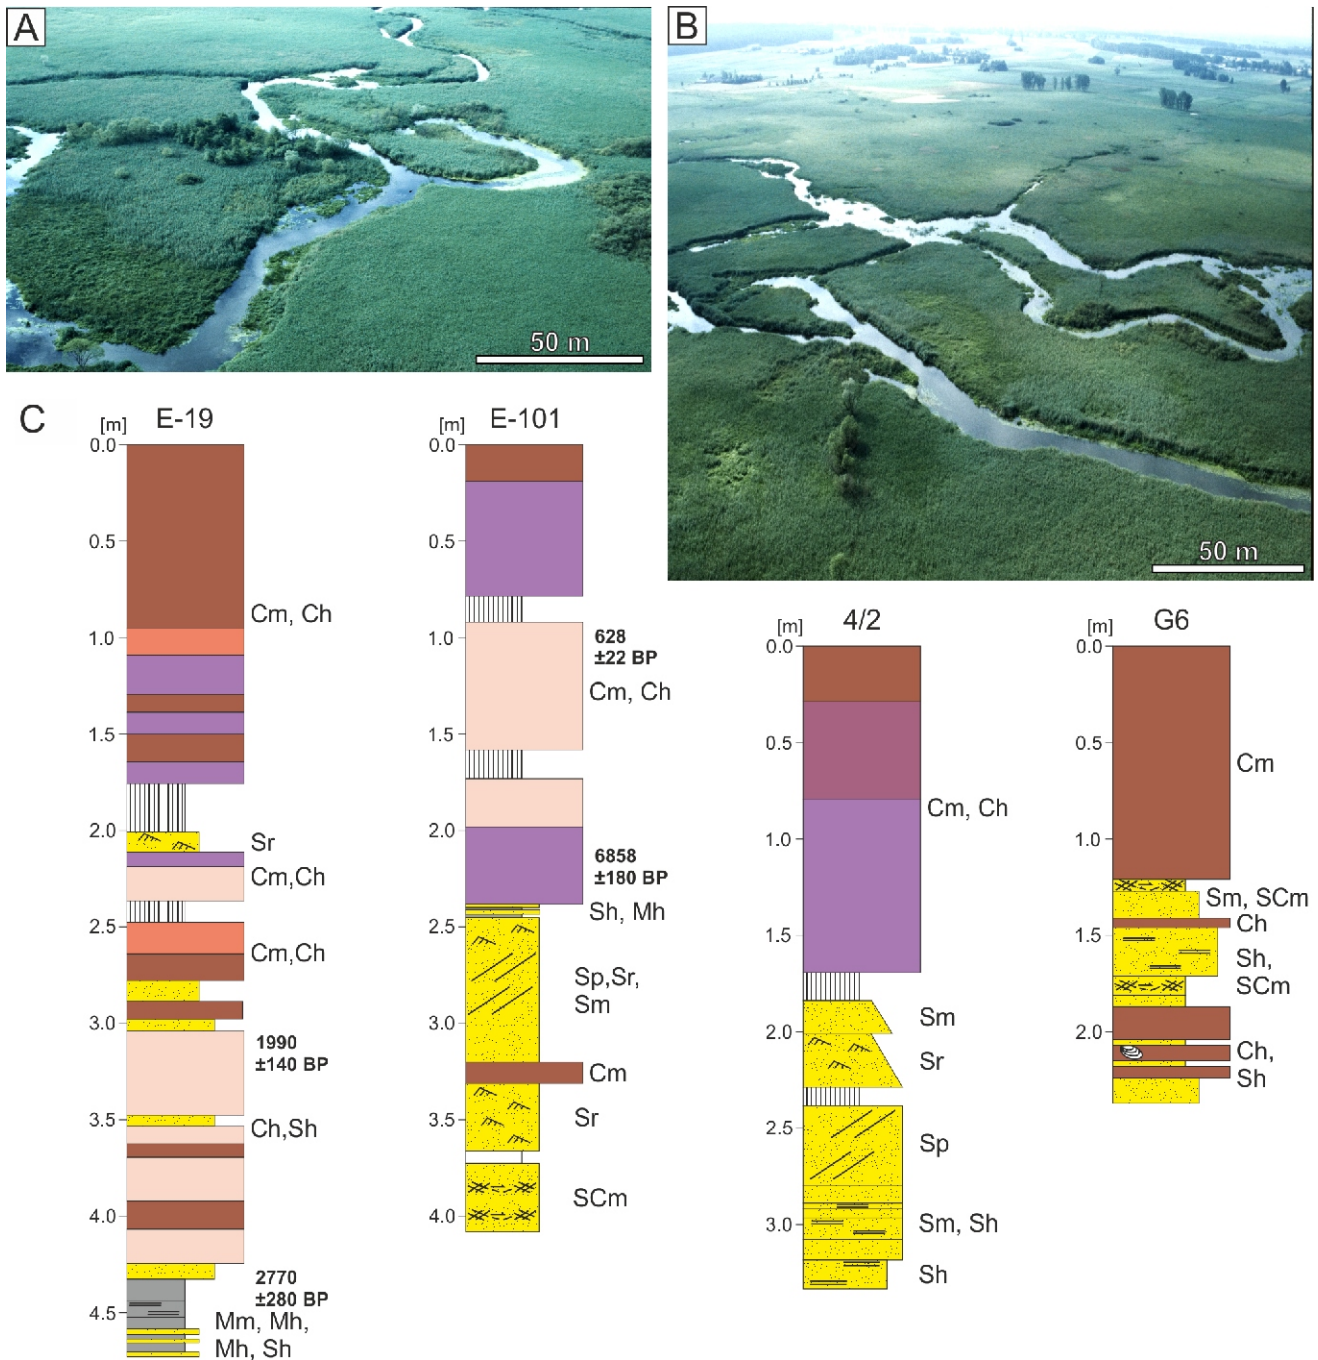 A
B
50 m
50 m
C
[m]
E-19
0.0
0.5
1.0
1.5
2.0
2.5
3.0
3.5
4.0
4.5
Cm, Ch
Sr
Cm,Ch
Cm,Ch
1990
±140 BP
Ch,Sh
2770
±280 BP
Mm, Mh,
Mh, Sh
[m]
E-101
0.0
0.5
1.0
1.5
2.0
2.5
3.0
3.5
4.0
628
±22 BP
Cm, Ch
6858
±180 BP
Sh, Mh
Sp,Sr,
Sm
Cm
Sr
SCm
[m]
4/2
0.0
0.5
1.0
1.5
2.0
2.5
3.0
Cm, Ch
Sm
Sr
Sp
Sm, Sh
Sh
[m]
G6
0.0
0.5
1.0
1.5
2.0
Cm
Sm, SCm
Ch
Sh,
SCm
Ch,
Sh